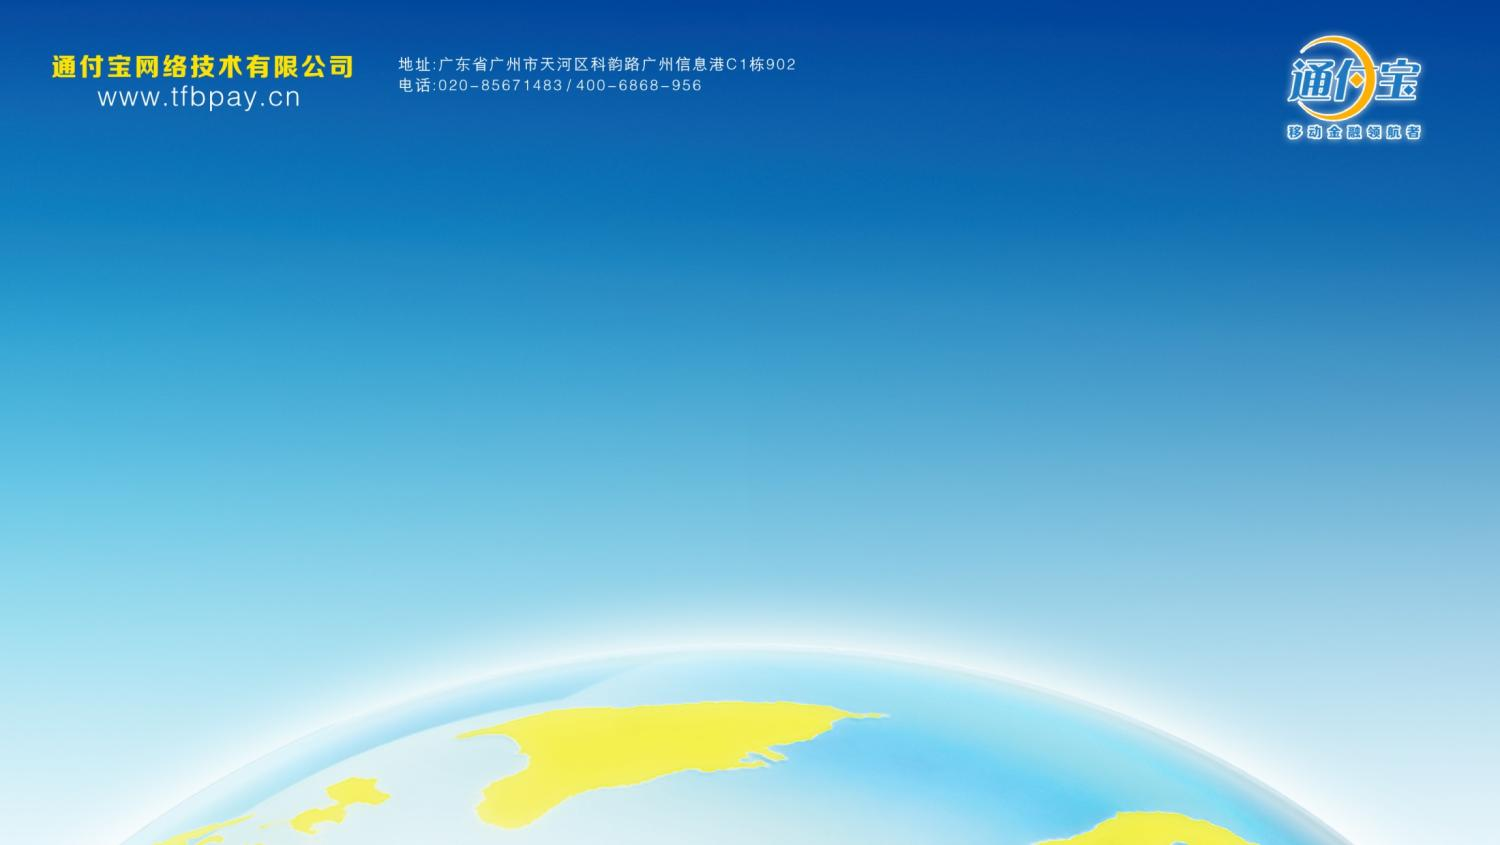 通付宝网络技术有限公司
www.tfbpay.cn
地址:广东省广州市天河区科韵路广州信息港C1栋902
电话:020-85671483/400-6868-956
通付宝
移动金融领航者